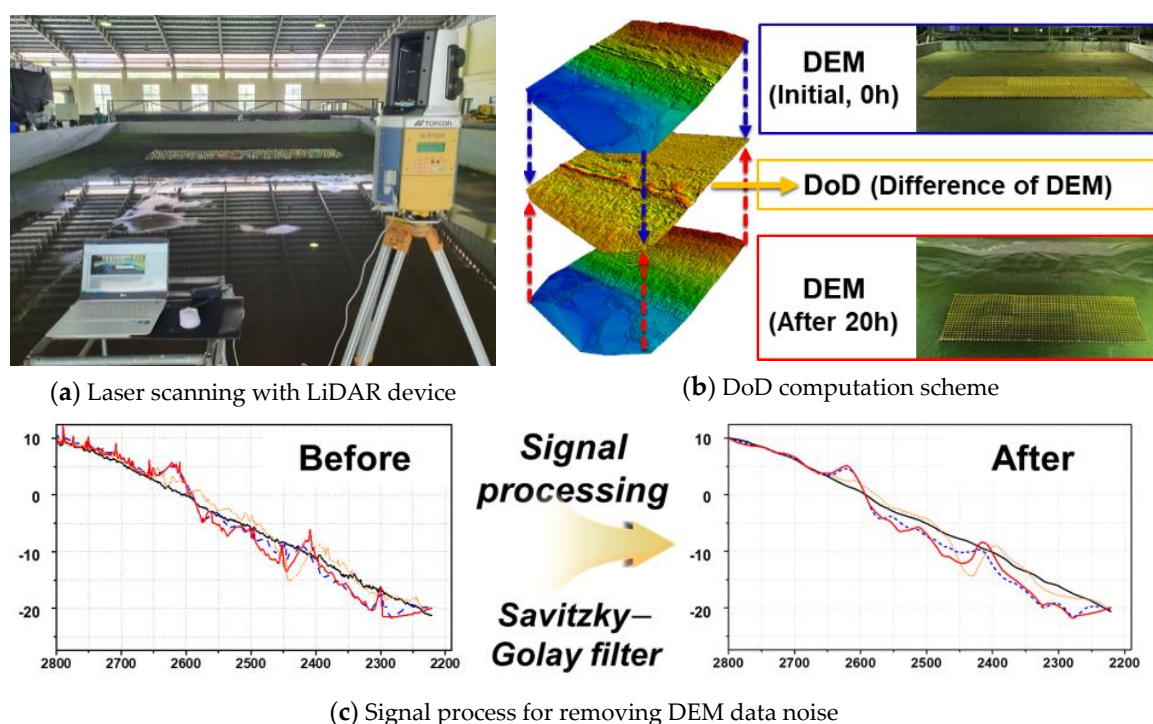 TOPCON
DEM
(Initial, 0h)
DoD (Difference of DEM)
DEM
(After 20h)
(a) Laser scanning with LiDAR device
(b) DoD computation scheme
10
0
-10
-20
2800 2700 2600 2500 2400 2300 2200
Before
Signal
processing
Savitzky–
Golay filter
After
10
0
-10
-20
2800 2700 2600 2500 2400 2300 2200
(c) Signal process for removing DEM data noise